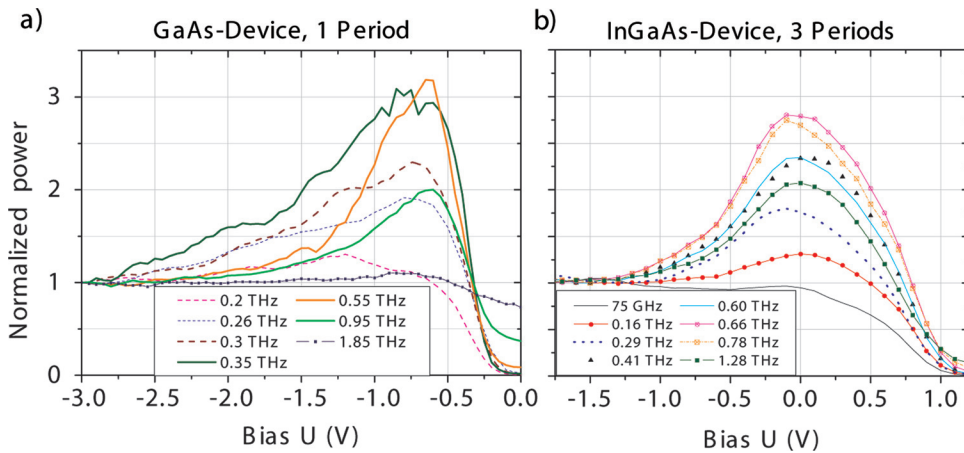 a)
GaAs-Device, 1 Period
Normalized power
3
2
1
0
-3.0 -2.5 -2.0 -1.5 -1.0 -0.5 0.0
Bias U (V)
0.2 THz
0.26 THz
0.3 THz
0.35 THz
0.55 THz
0.95 THz
1.85 THz
b)
InGaAs-Device, 3 Periods
-1.5 -1.0 -0.5 0.0 0.5 1.0
Bias U (V)
75 GHz
0.16 THz
0.29 THz
0.41 THz
0.60 THz
0.66 THz
0.78 THz
1.28 THz